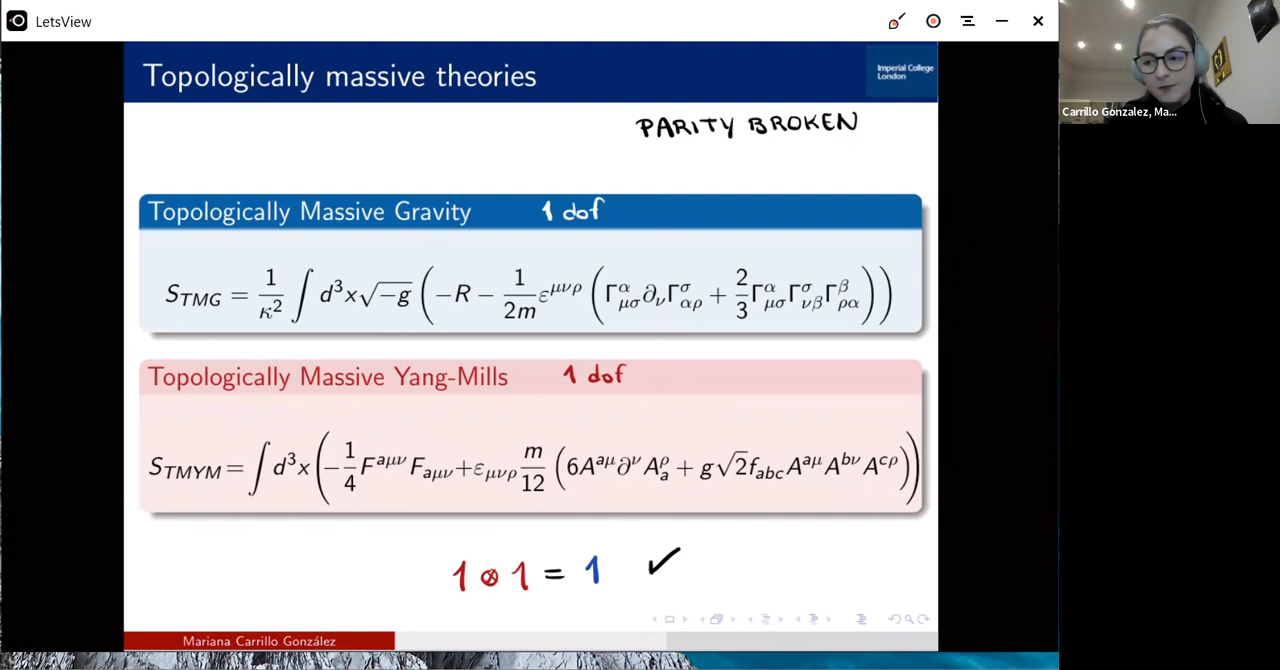 LetsView
Topologically massive theories
Imperial College
London
PARITY BROKEN
Topologically Massive Gravity 1 dof
S_{TMG} = \frac{1}{\kappa^2} \int d^3x \sqrt{-g} \left( -R - \frac{1}{2m} \varepsilon^{\mu\nu\rho} \left( \Gamma^{\alpha}_{\mu\sigma} \partial_{\nu} \Gamma^{\sigma}_{\alpha\rho} + \frac{2}{3} \Gamma^{\alpha}_{\mu\sigma} \Gamma^{\sigma}_{\nu\beta} \Gamma^{\beta}_{\rho\alpha} \right) \right)
Topologically Massive Yang-Mills 1 dof
S_{TMYM} = \int d^3x \left( -\frac{1}{4} F^{a\mu\nu} F_{a\mu\nu} + \varepsilon_{\mu\nu\rho} \frac{m}{12} \left( 6 A^{a\mu} \partial^{\nu} A^{\rho}_{a} + g\sqrt{2} f_{abc} A^{a\mu} A^{b\nu} A^{c\rho} \right) \right)
1 ⊗ 1 = 1 ✓
Mariana Carrillo González
Carrillo Gonzalez, Ma...